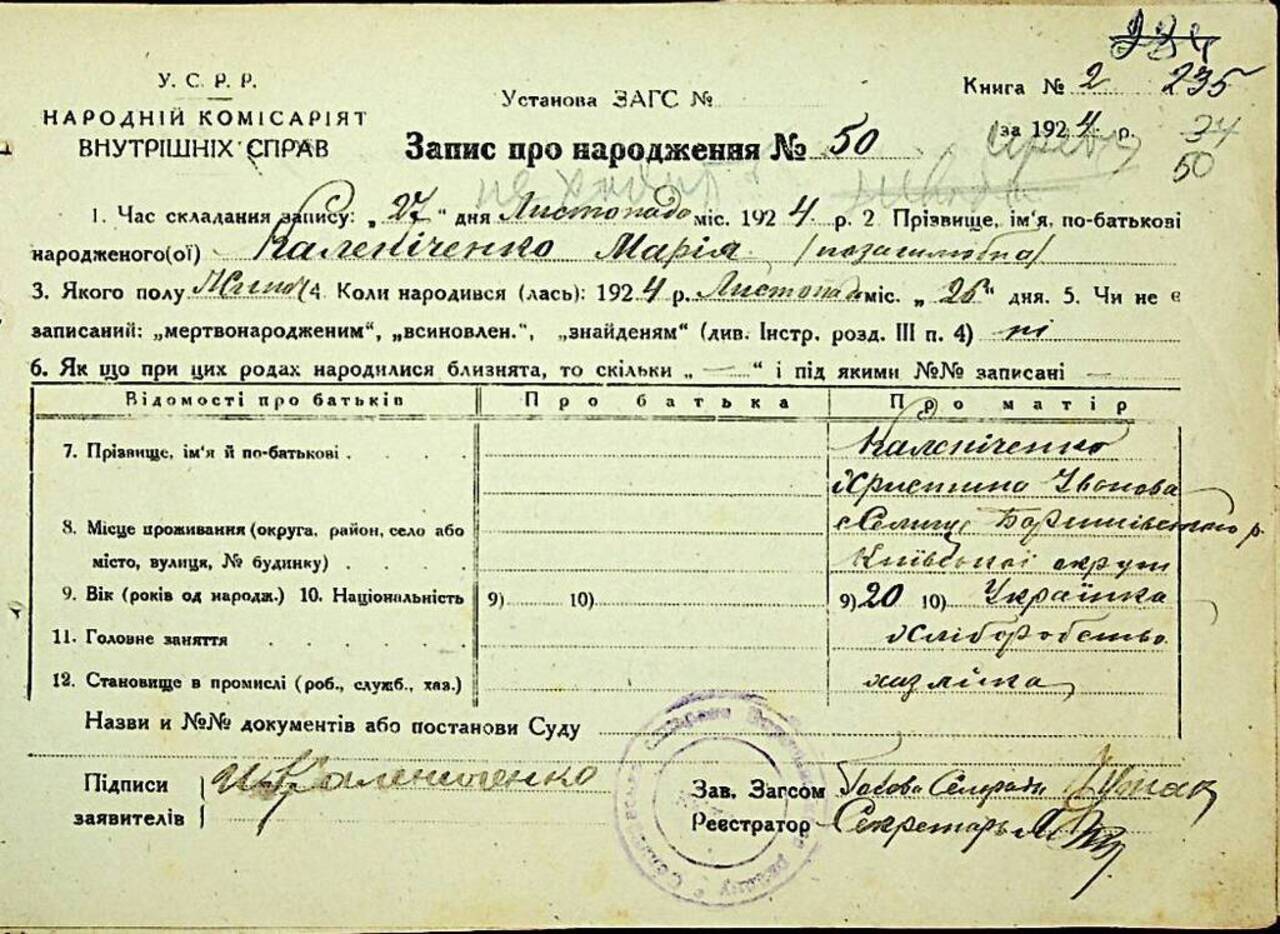 У. С. Р. Р.
НАРОДНІЙ КОМІСАРІЯТ
ВНУТРІШНІХ СПРАВ
Установа ЗАГС №
Запис про народження № 50
334
Книга № 2 235
за 1924 р. 34
50
1. Час складання запису: „27“ дня Листопада міс. 1924 р. 2. Прізвище, ім'я, по-батькові
народженого(ої) Калениченко Марія /позашлюбна/
3. Якого полу Жіноч 4. Коли народився (лась): 1924 р. Листопада міс. „26“ дня. 5. Чи не є
записаний: „мертвонародженим“, „всиновлен.“, „знайденям“ (див. Інстр. розд. III п. 4) ні
6. Як що при цих родах народилися близнята, то скільки „—“ і під якими №№ записані —
Відомості про батьків Про батька Про матір
7. Прізвище, ім'я й по-батькові Калениченко
Христина Іванова
8. Місце проживання (округа, район, село або с Селищ Баришівського р.
місто, вулиця, № будинку) Київської округи
9. Вік (років од народж.) 10. Національність 9) 10) 9) 20 10) Українка
11. Головне заняття хліборобство
12. Становище в промислі (роб., служб., хаз.) хазяйка
Назви и №№ документів або постанови Суду
Підписи Калениченко
заявителів
Зав. Загсом Голова Сельради
Реєстратор Секретарь